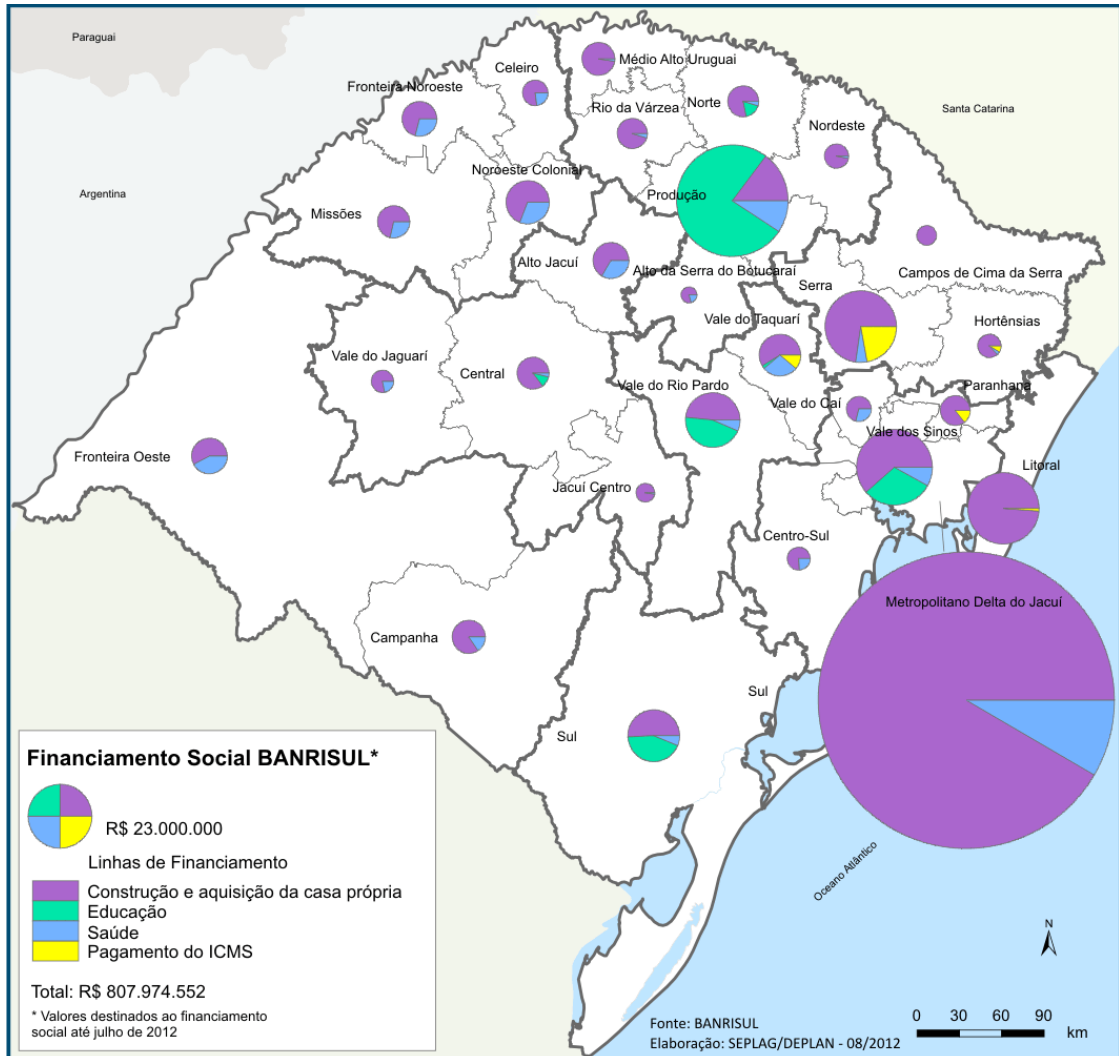 Paraguai
Santa Catarina
Argentina
Celeiro
Médio Alto Uruguai
Fronteira Noroeste
Rio da Várzea
Norte
Nordeste
Noroeste Colonial
Produção
Missões
Alto Jacuí
Alto da Serra do Botucaraí
Serra
Campos de Cima da Serra
Vale do Taquarí
Hortênsias
Vale do Jaguarí
Central
Vale do Rio Pardo
Vale do Caí
Paranhana
Vale dos Sinos
Fronteira Oeste
Jacuí Centro
Litoral
Centro-Sul
Metropolitano Delta do Jacuí
Campanha
Sul
Sul
Oceano Atlântico
Financiamento Social BANRISUL*
R$ 23.000.000
Linhas de Financiamento
Construção e aquisição da casa própria
Educação
Saúde
Pagamento do ICMS
Total: R$ 807.974.552
* Valores destinados ao financiamento
social até julho de 2012
N
Fonte: BANRISUL
Elaboração: SEPLAG/DEPLAN - 08/2012
0 30 60 90
km